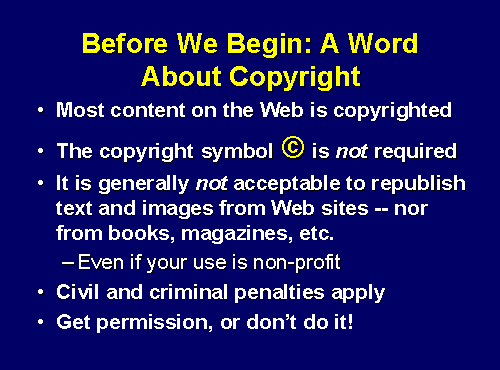 Before We Begin: A Word
About Copyright
• Most content on the Web is copyrighted
• The copyright symbol © is not required
• It is generally not acceptable to republish
text and images from Web sites -- nor
from books, magazines, etc.
– Even if your use is non-profit
• Civil and criminal penalties apply
• Get permission, or don't do it!